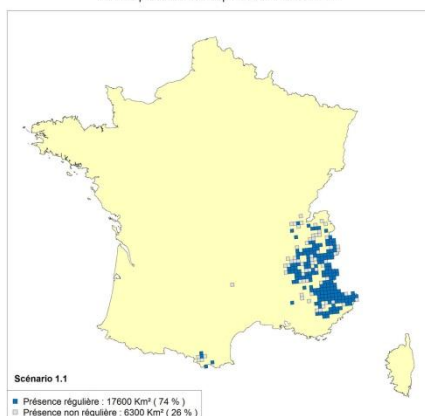 Scénario 1.1
Présence régulière : 17600 Km² ( 74 % )
Présence non régulière : 6300 Km² ( 26 % )